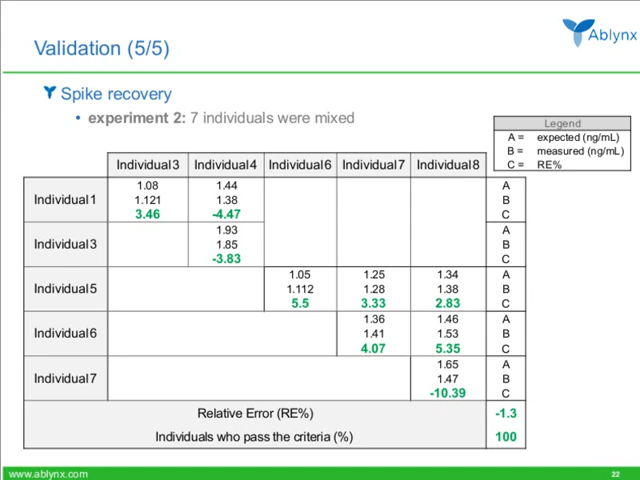 Validation (5/5)
Ablynx
Spike recovery
• experiment 2: 7 individuals were mixed
Legend
A = expected (ng/mL)
B = measured (ng/mL)
C = RE%
Individual3 Individual4 Individual6 Individual7 Individual8
1.08 1.44 A
Individual1 1.121 1.38 B
3.46 -4.47 C
1.93 A
Individual3 1.85 B
-3.83 C
1.05 1.25 1.34 A
Individual5 1.112 1.28 1.38 B
5.5 3.33 2.83 C
1.36 1.46 A
Individual6 1.41 1.53 B
4.07 5.35 C
1.65 A
Individual7 1.47 B
-10.39 C
Relative Error (RE%) -1.3
Individuals who pass the criteria (%) 100
www.ablynx.com 22